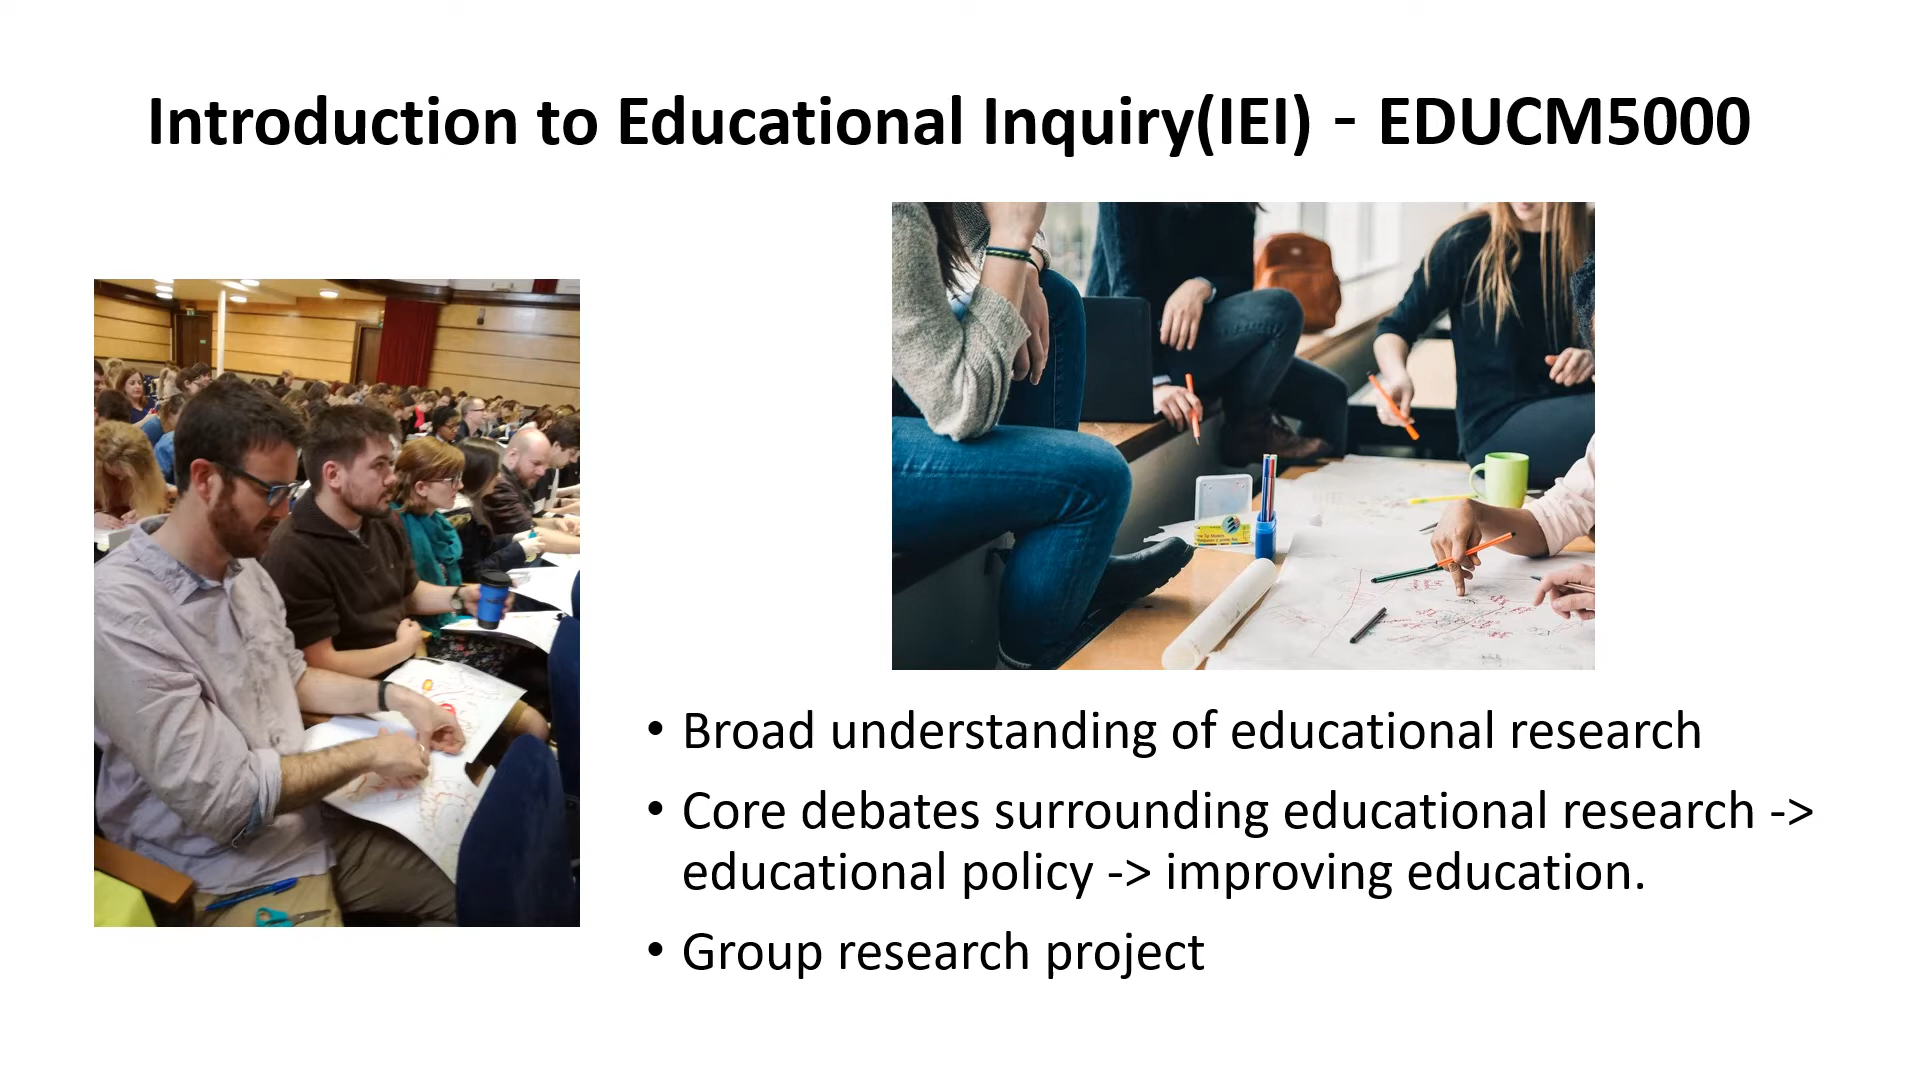 Introduction to Educational Inquiry(IEI) - EDUCM5000
• Broad understanding of educational research
• Core debates surrounding educational research ->
educational policy -> improving education.
• Group research project